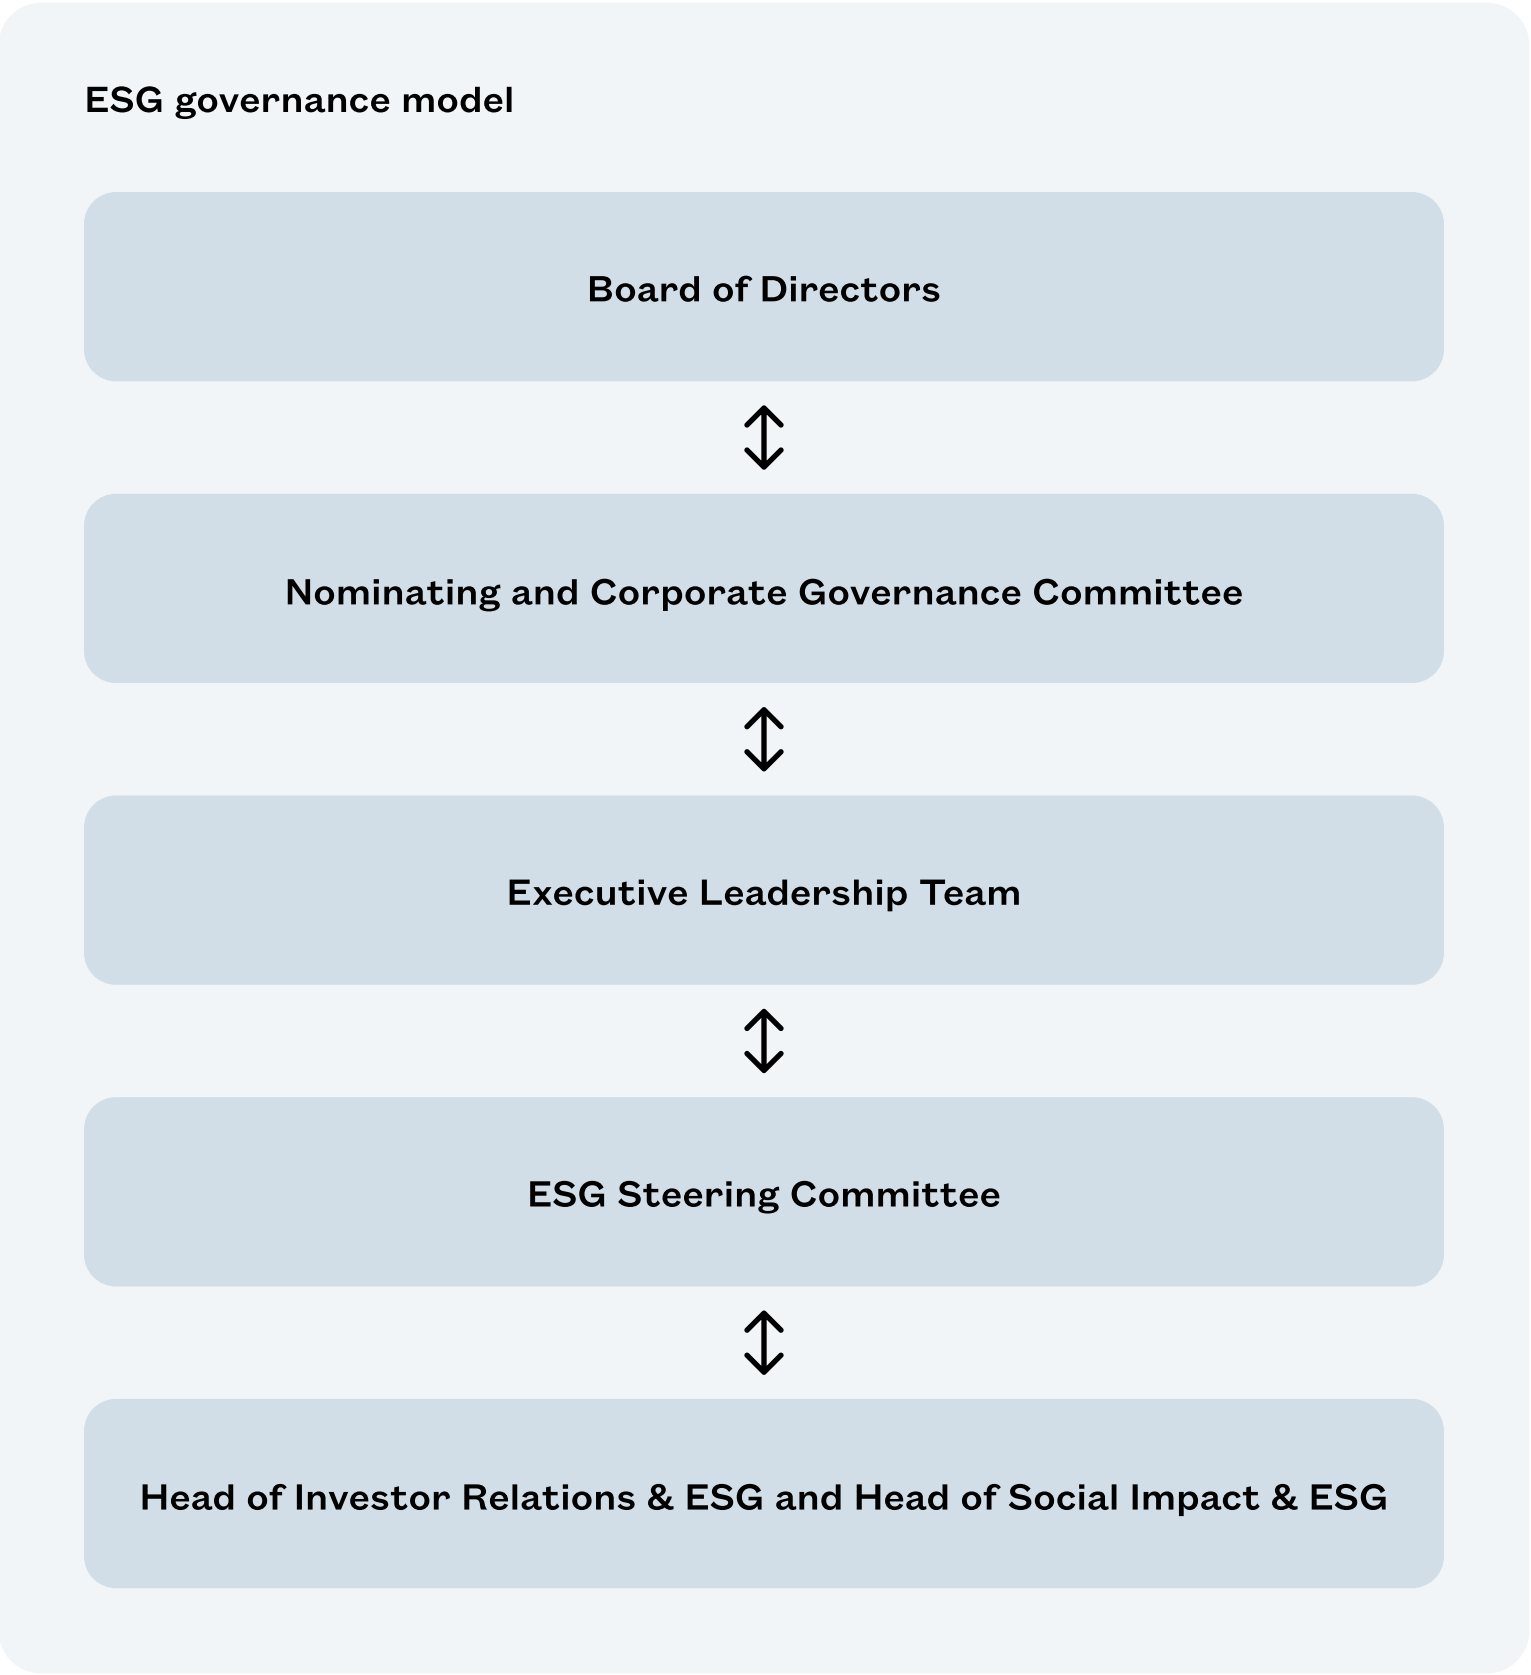 ESG governance model
Board of Directors
Nominating and Corporate Governance Committee
Executive Leadership Team
ESG Steering Committee
Head of Investor Relations & ESG and Head of Social Impact & ESG